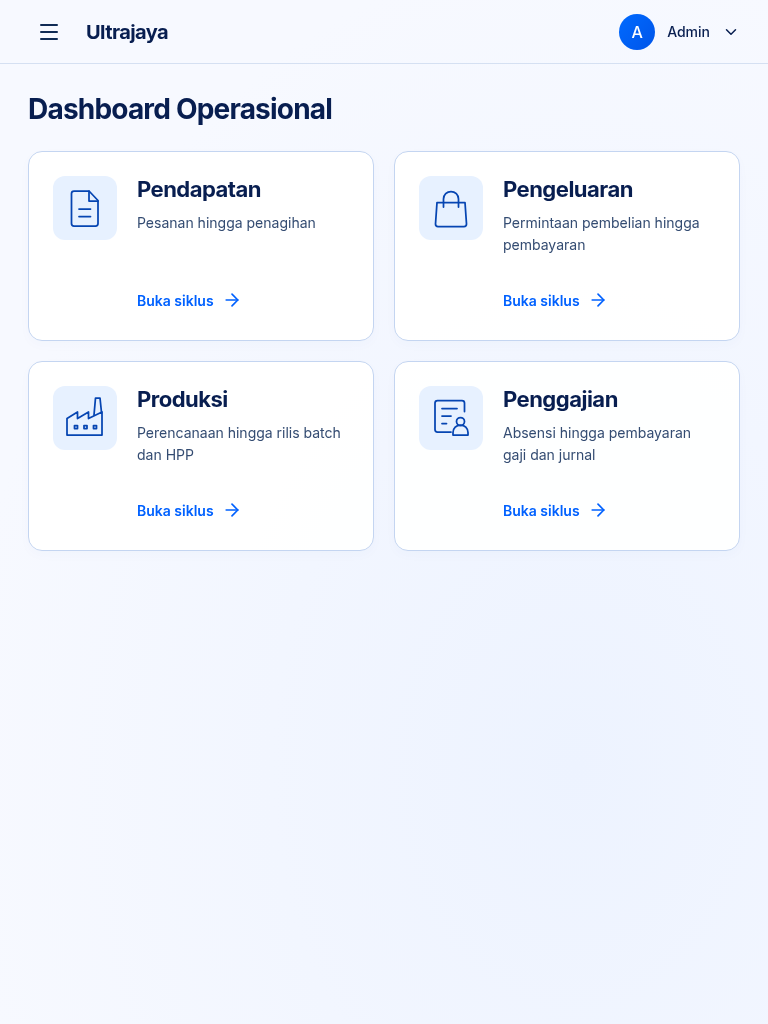 Ultrajaya
A
Admin
Dashboard Operasional
Pendapatan
Pesanan hingga penagihan
Buka siklus
Pengeluaran
Permintaan pembelian hingga
pembayaran
Buka siklus
Produksi
Perencanaan hingga rilis batch
dan HPP
Buka siklus
Penggajian
Absensi hingga pembayaran
gaji dan jurnal
Buka siklus